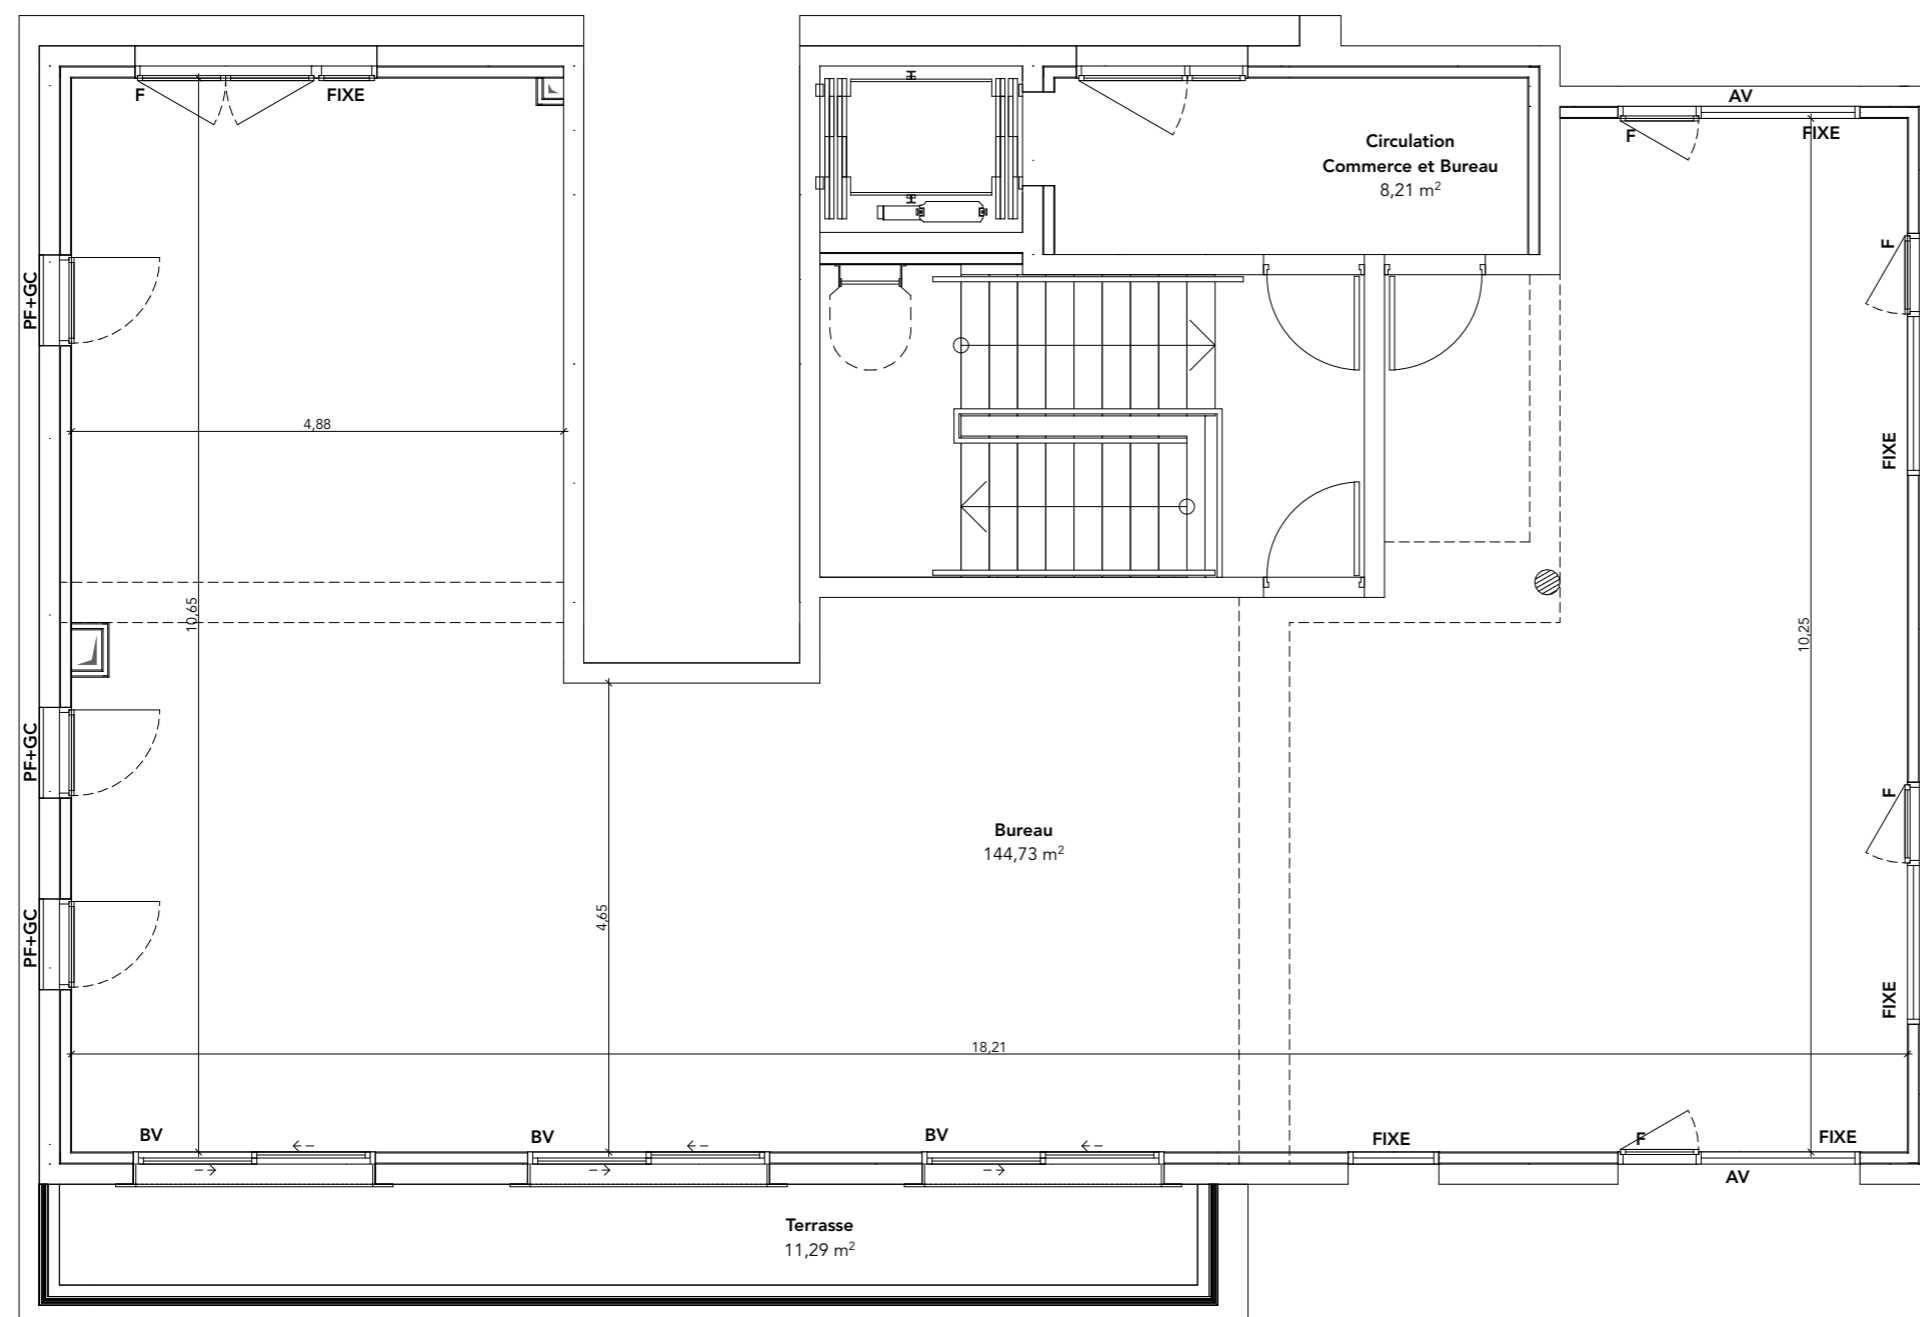 AV
F
FIXE
F
FIXE
Circulation
Commerce et Bureau
8,21 m²
F
PF+GC
4,88
FIXE
10,65
10,25
PF+GC
F
Bureau
144,73 m²
4,65
PF+GC
FIXE
18,21
BV
BV
BV
FIXE
F
FIXE
AV
Terrasse
11,29 m²